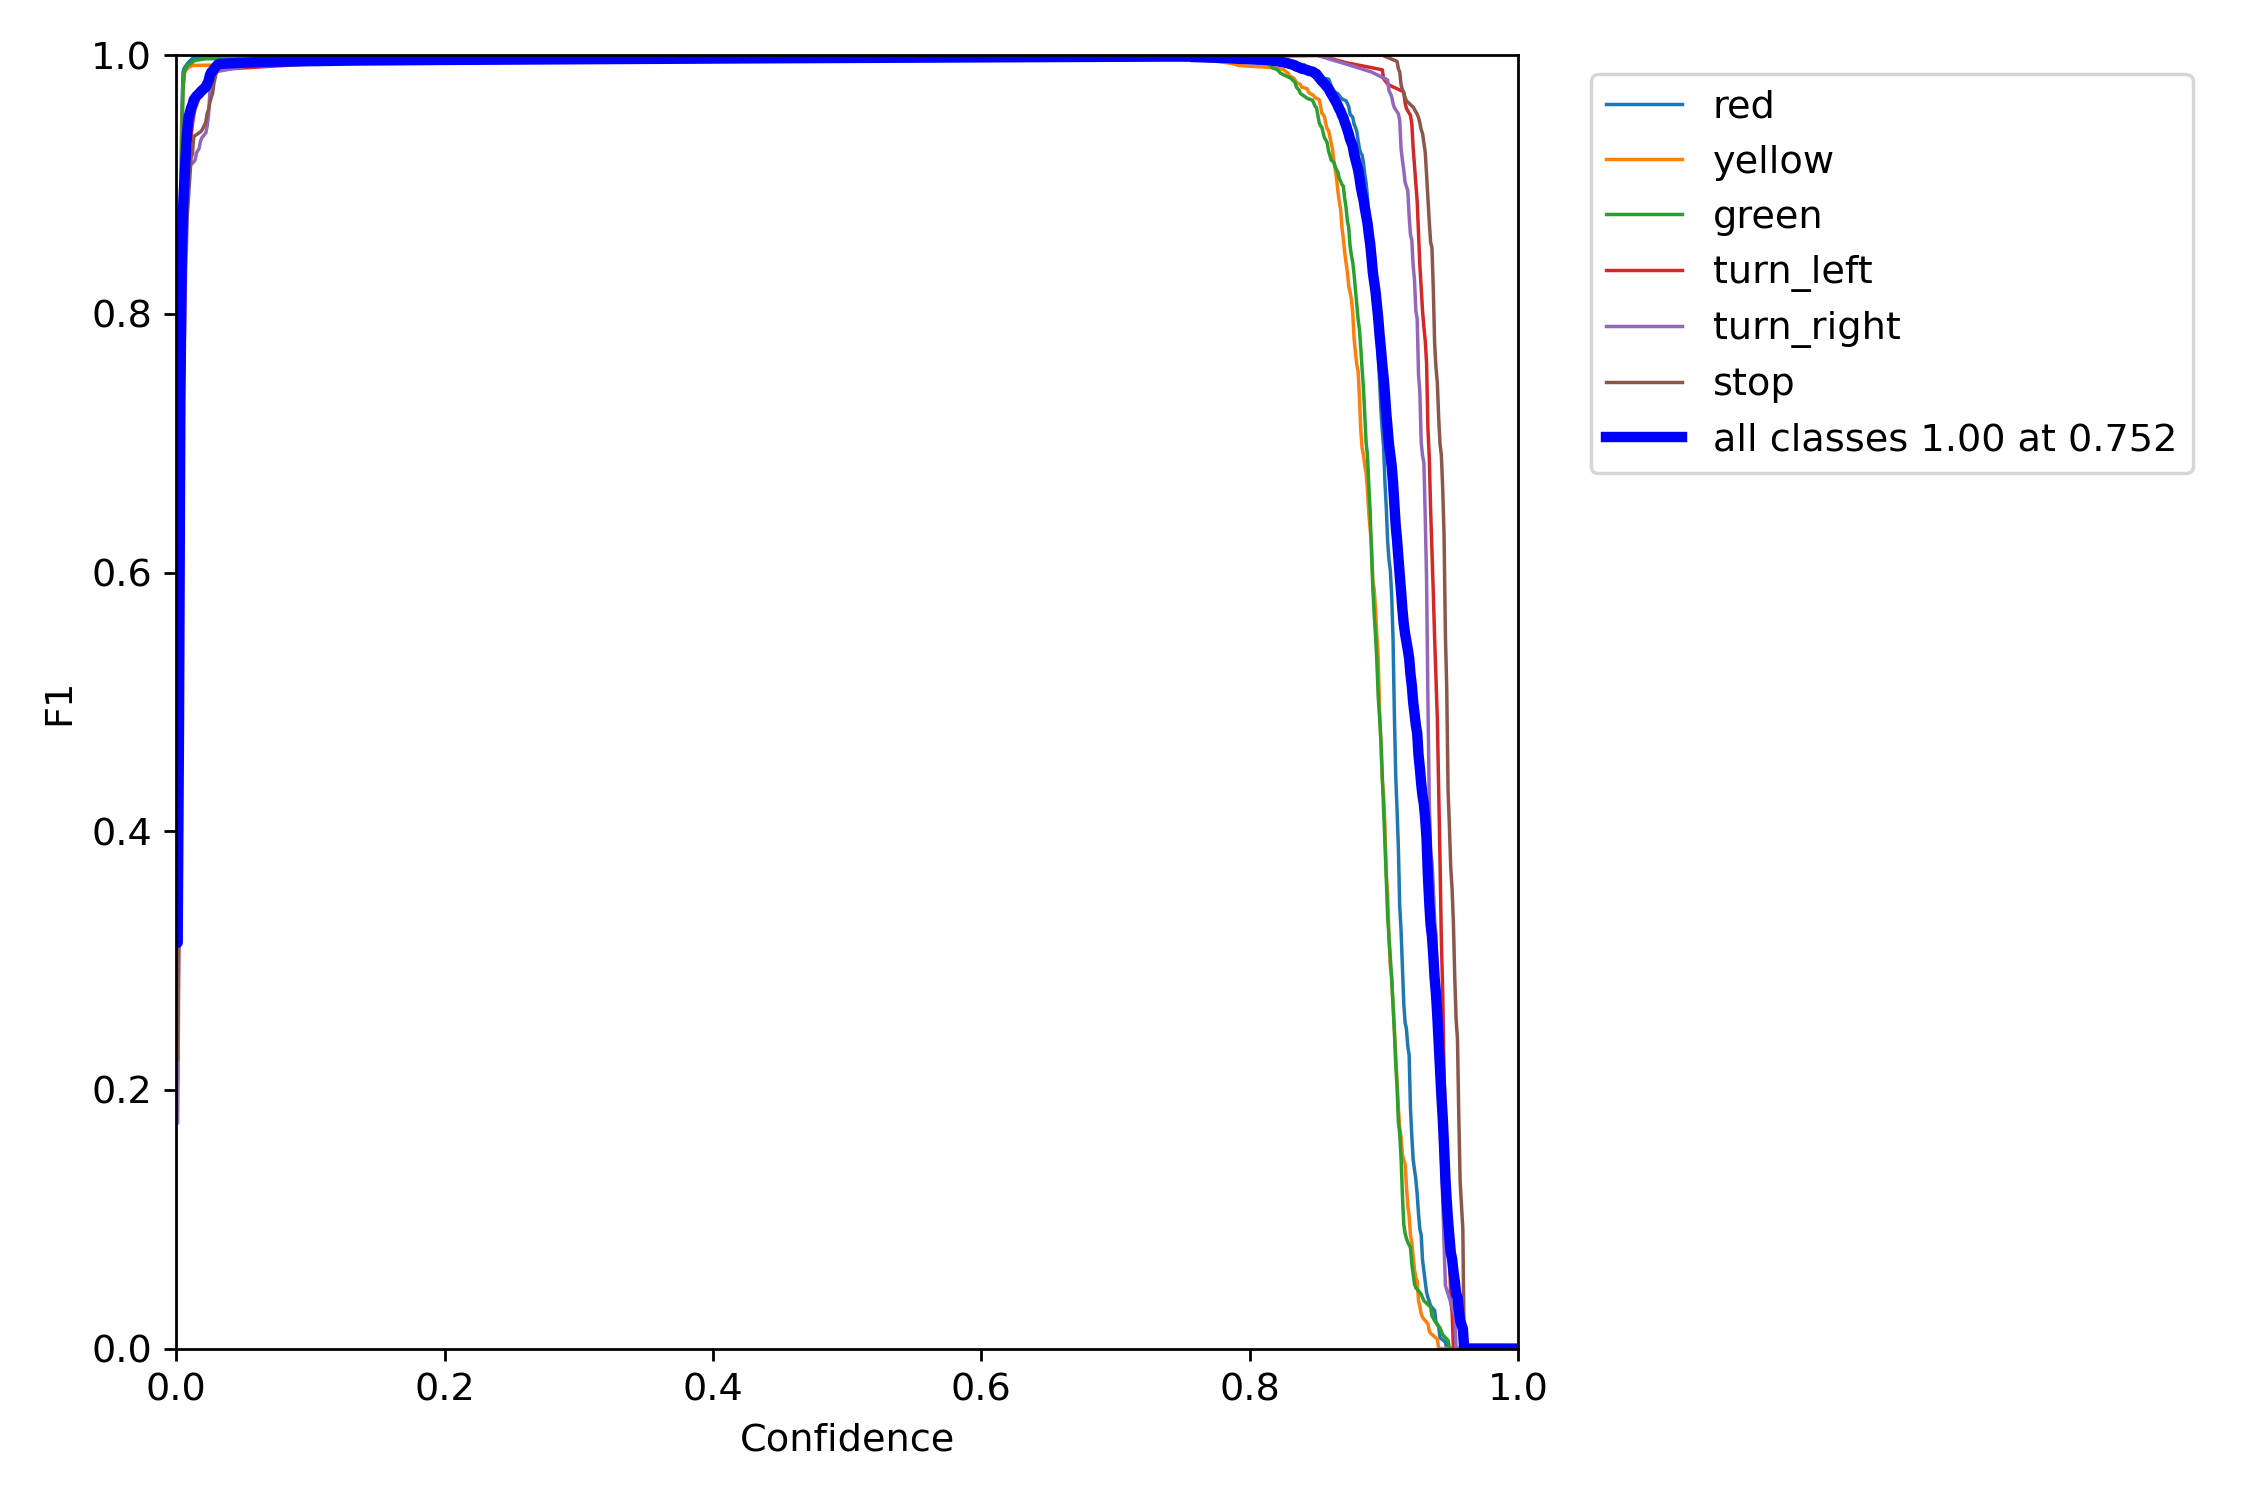 1.0
0.8
0.6
0.4
0.2
0.0
F1
0.0 0.2 0.4 0.6 0.8 1.0
Confidence
red
yellow
green
turn_left
turn_right
stop
all classes 1.00 at 0.752